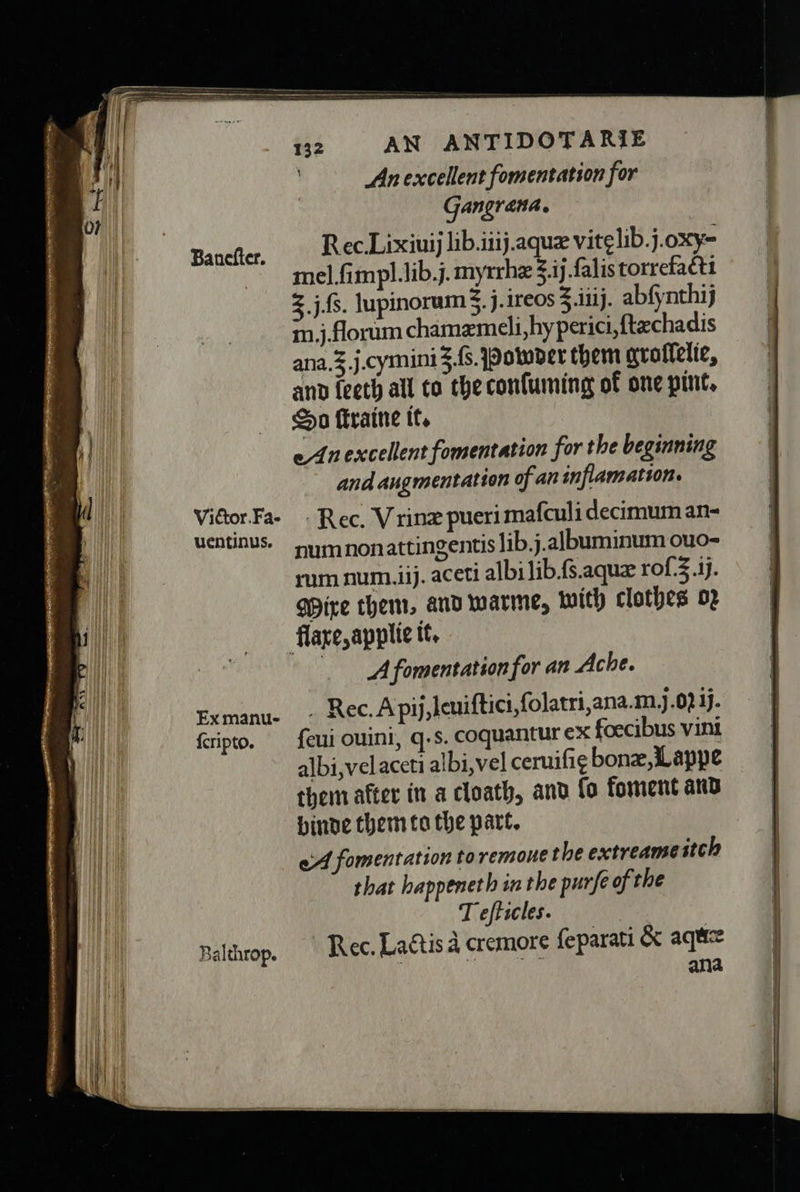 132 AN ANTIDOTARIE
An excellent fomentation for
Gangræna.
Bancſter.
Rec. Lixiuij lib.iiij.aquæ vitę lib.j.oxy-
mel.ſimpl.lib.j. myrrhæ ℥.ij.ſalis torrefacti
℥.j.ſs. lupinorum ℥.j.ireos ℥.iiij. abſynthij
m.j.florum chamæmeli,hyperici,ſtæchadis
ana.℥.j.cymini ℥.ſs.Powder them groſſelie,
and ſeeth all to the conſuming of one pint.
So ſtraine it.
An excellent fomentation for the beginning
and augmentation of an inflamation.
Victor.Fa-
uentinus.
Rec. Vrinæ pueri maſculi decimum an-
num non attingentis lib.j.albuminum ouo-
rum num.iij. aceti albi lib.ſs.aquæ roſ.℥.ij.
Mixe them, and warme, with clothes oꝛ
flaxe,applie it.
A fomentation for an Ache.
Ex manu-
ſcripto.
Rec. Apij,leuiſtici,ſolatri,ana.m.j.oꝛ ij.
ſeui ouini, q.s. coquantur ex fœcibus vini
albi,vel aceti albi,vel ceruiſię bonæ,Lappe
them after in a cloath, and ſo foment and
binde them to the part.
A fomentation to remoue the extreame itch
that happeneth in the purſe of the
Teſticles.
Balthrop.
Rec. Lactis à cremore ſeparati & aquæ
ana